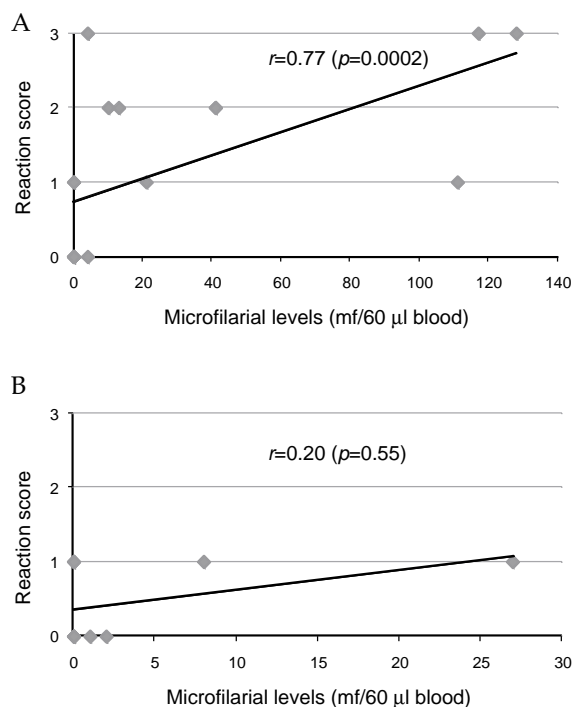 A
3
r=0.77 (p=0.0002)
2
Reaction score
1
0
0 20 40 60 80 100 120 140
Microfilarial levels (mf/60 µl blood)
B
3
r=0.20 (p=0.55)
2
Reaction score
1
0
0 5 10 15 20 25 30
Microfilarial levels (mf/60 µl blood)